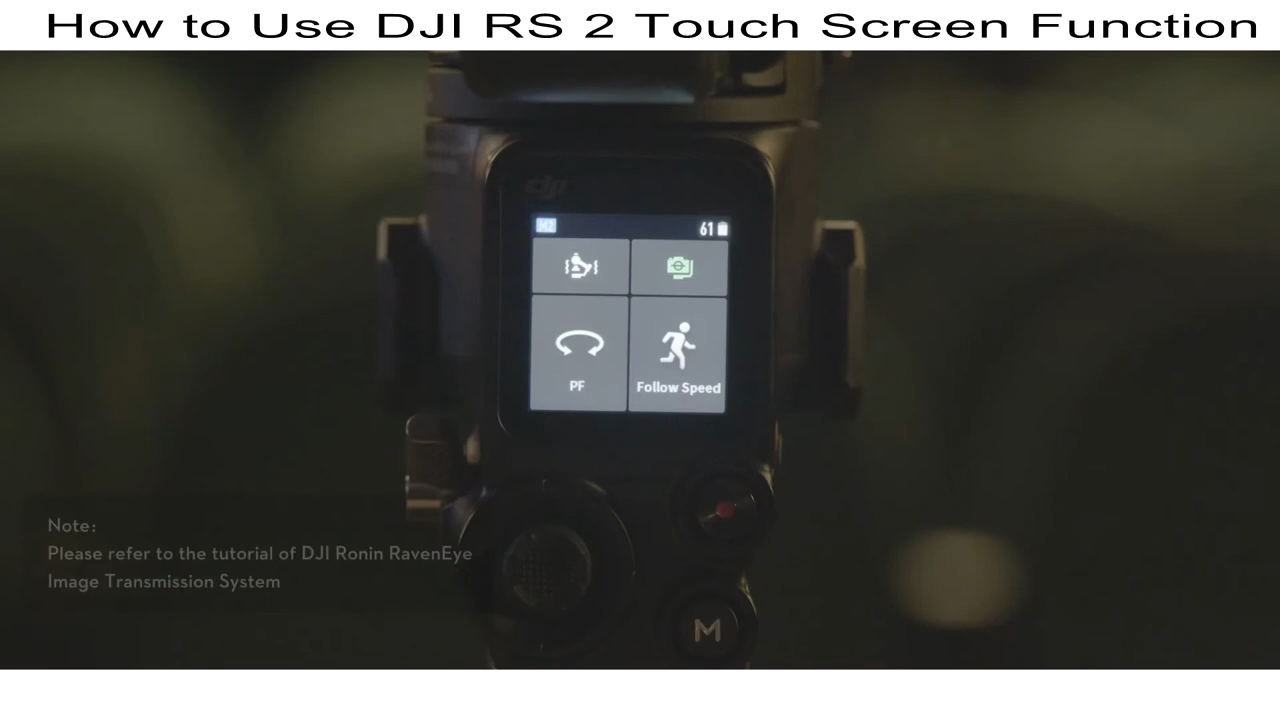 How to Use DJI RS 2 Touch Screen Function
dji
M2
61
PF
Follow Speed
Note:
Please refer to the tutorial of DJI Ronin RavenEye
Image Transmission System
M